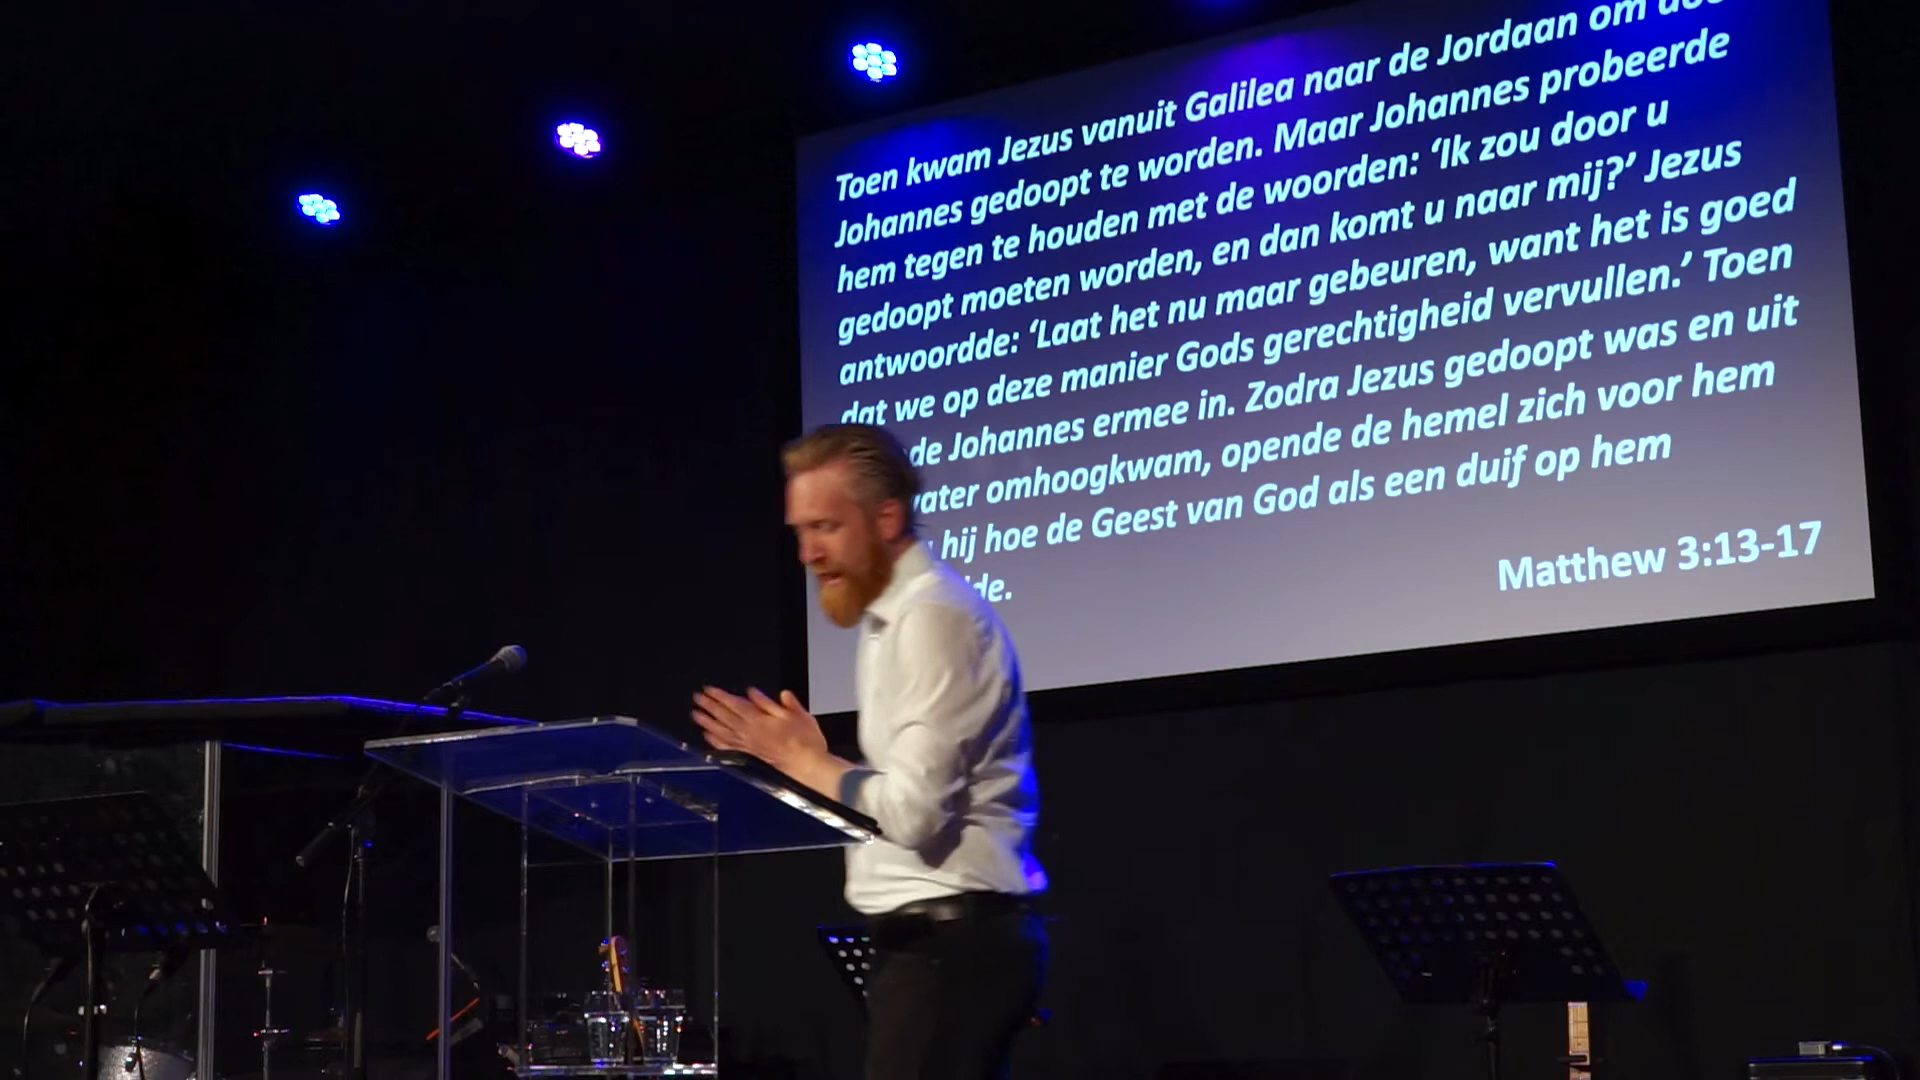 Toen kwam Jezus vanuit Galilea naar de Jordaan om
Johannes gedoopt te worden. Maar Johannes probeerde
hem tegen te houden met de woorden: ‘Ik zou door u
gedoopt moeten worden, en dan komt u naar mij?’ Jezus
antwoordde: ‘Laat het nu maar gebeuren, want het is goed
dat we op deze manier Gods gerechtigheid vervullen.’ Toen
de Johannes ermee in. Zodra Jezus gedoopt was en uit
water omhoogkwam, opende de hemel zich voor hem
hij hoe de Geest van God als een duif op hem
de.
Matthew 3:13-17